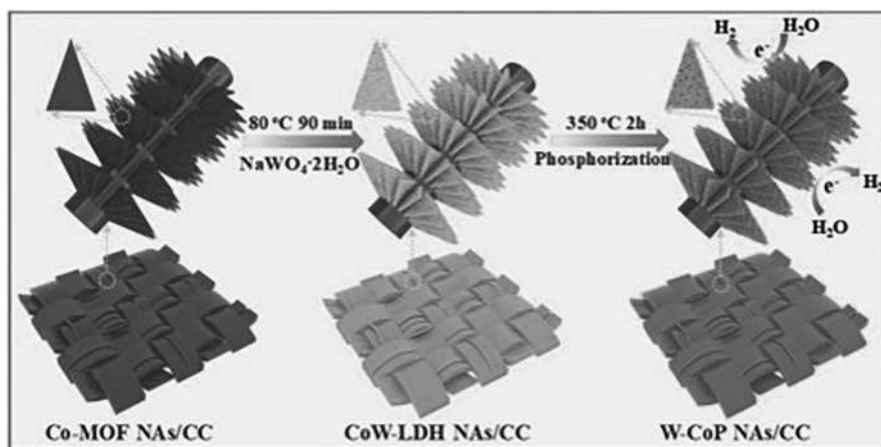 H₂ H₂O
e⁻
80 °C 90 min
NaWO₄·2H₂O
350 °C 2h
Phosphorization
e⁻ H₂
H₂O
Co-MOF NAs/CC CoW-LDH NAs/CC W-CoP NAs/CC